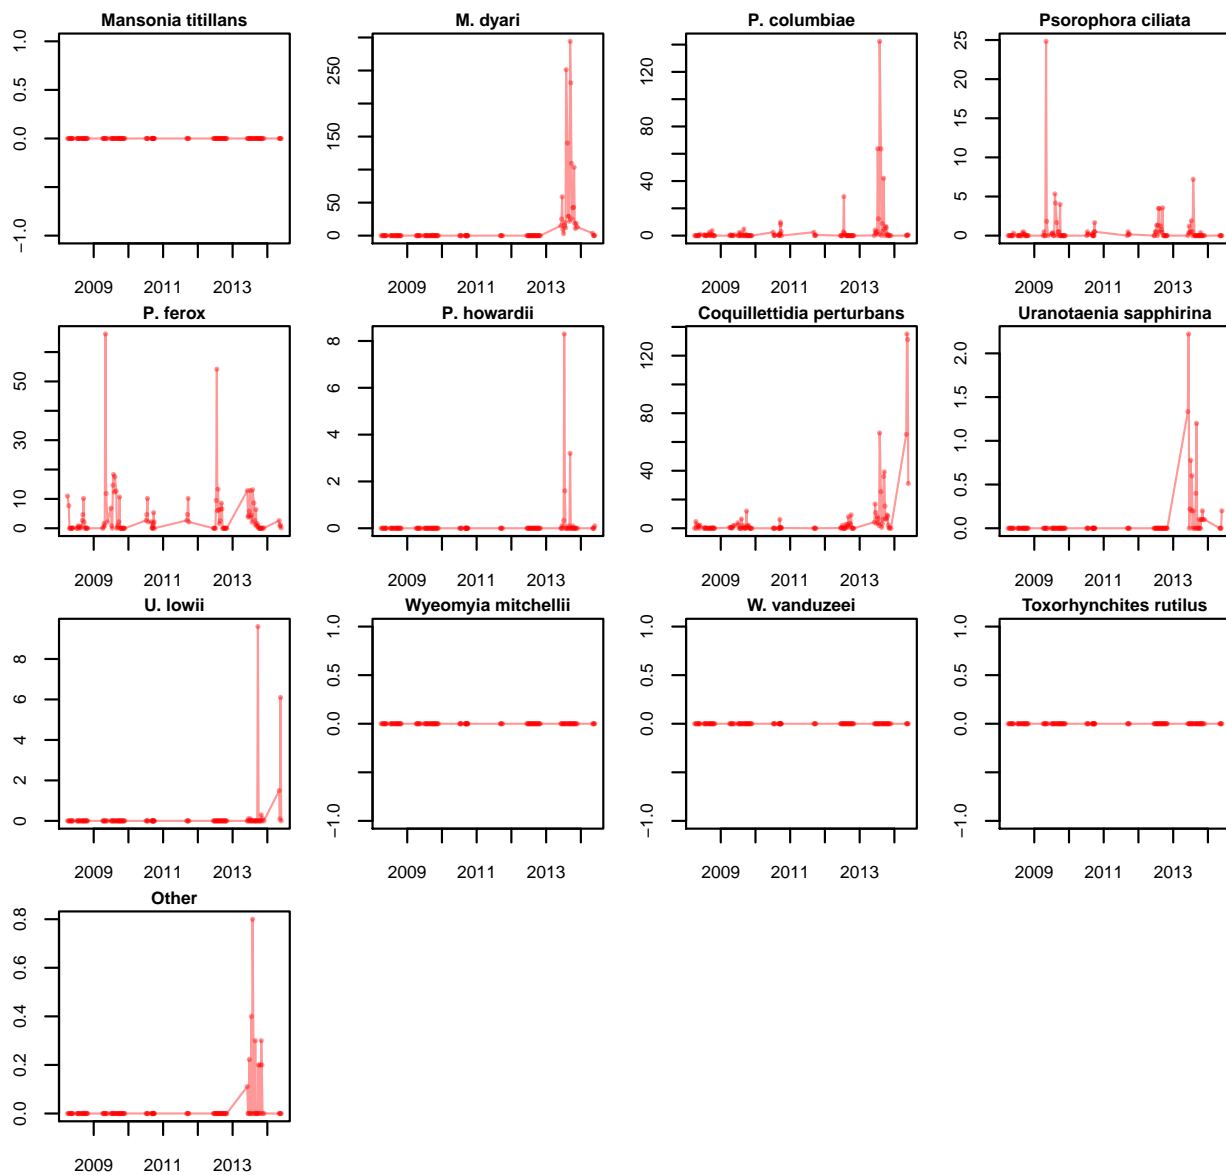 Mansonia titillans
1.0
0.5
0.0
−1.0
2009 2011 2013
M. dyari
250
150
50
0
2009 2011 2013
P. columbiae
120
80
40
0
2009 2011 2013
Psorophora ciliata
25
20
15
10
5
0
2009 2011 2013
P. ferox
50
30
10
0
2009 2011 2013
P. howardii
8
6
4
2
0
2009 2011 2013
Coquillettidia perturbans
120
80
40
0
2009 2011 2013
Uranotaenia sapphirina
2.0
1.5
1.0
0.5
0.0
2009 2011 2013
U. lowii
8
6
4
2
0
2009 2011 2013
Wyeomyia mitchellii
1.0
0.5
0.0
−1.0
2009 2011 2013
W. vanduzeei
1.0
0.5
0.0
−1.0
2009 2011 2013
Toxorhynchites rutilus
1.0
0.5
0.0
−1.0
2009 2011 2013
Other
0.8
0.6
0.4
0.2
0.0
2009 2011 2013